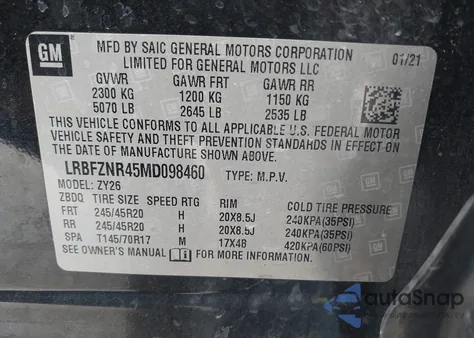 GM
MFD BY SAIC GENERAL MOTORS CORPORATION 01/21
LIMITED FOR GENERAL MOTORS LLC
GVWR GAWR FRT GAWR RR
2300 KG 1200 KG 1150 KG
5070 LB 2645 LB 2535 LB
THIS VEHICLE CONFORMS TO ALL APPLICABLE U.S. FEDERAL MOTOR
VEHICLE SAFETY AND THEFT PREVENTION STANDARDS IN EFFECT ON
THE DATE OF MANUFACTURE SHOWN ABOVE.
LRBFZNR45MD098460 TYPE: M.P.V.
MODEL: ZY26
ZBDQ TIRE SIZE SPEED RTG RIM COLD TIRE PRESSURE
FRT 245/45R20 H 20X8.5J 240KPA(35PSI)
RR 245/45R20 H 20X8.5J 240KPA(35PSI)
SPA T145/70R17 M 17X4B 420KPA(60PSI)
SEE OWNER'S MANUAL FOR MORE INFORMATION
autoSnap